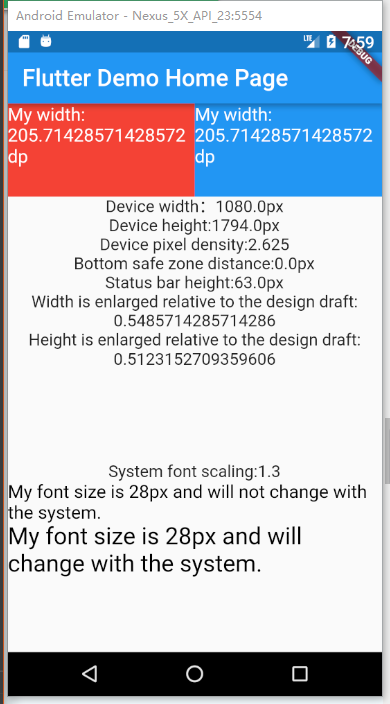 Android Emulator - Nexus_5X_API_23:5554
LTE 7:59
DEBUG
Flutter Demo Home Page
My width: My width:
205.71428571428572 205.71428571428572
dp dp
Device width：1080.0px
Device height:1794.0px
Device pixel density:2.625
Bottom safe zone distance:0.0px
Status bar height:63.0px
Width is enlarged relative to the design draft:
0.5485714285714286
Height is enlarged relative to the design draft:
0.5123152709359606
System font scaling:1.3
My font size is 28px and will not change with
the system.
My font size is 28px and will
change with the system.